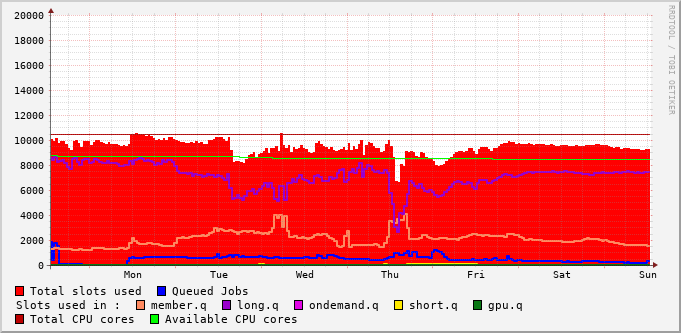 20000
18000
16000
14000
12000
10000
8000
6000
4000
2000
0
Mon Tue Wed Thu Fri Sat Sun
RRDTOOL / TOBI OETIKER
Total slots used Queued Jobs
Slots used in : member.q long.q ondemand.q short.q gpu.q
Total CPU cores Available CPU cores